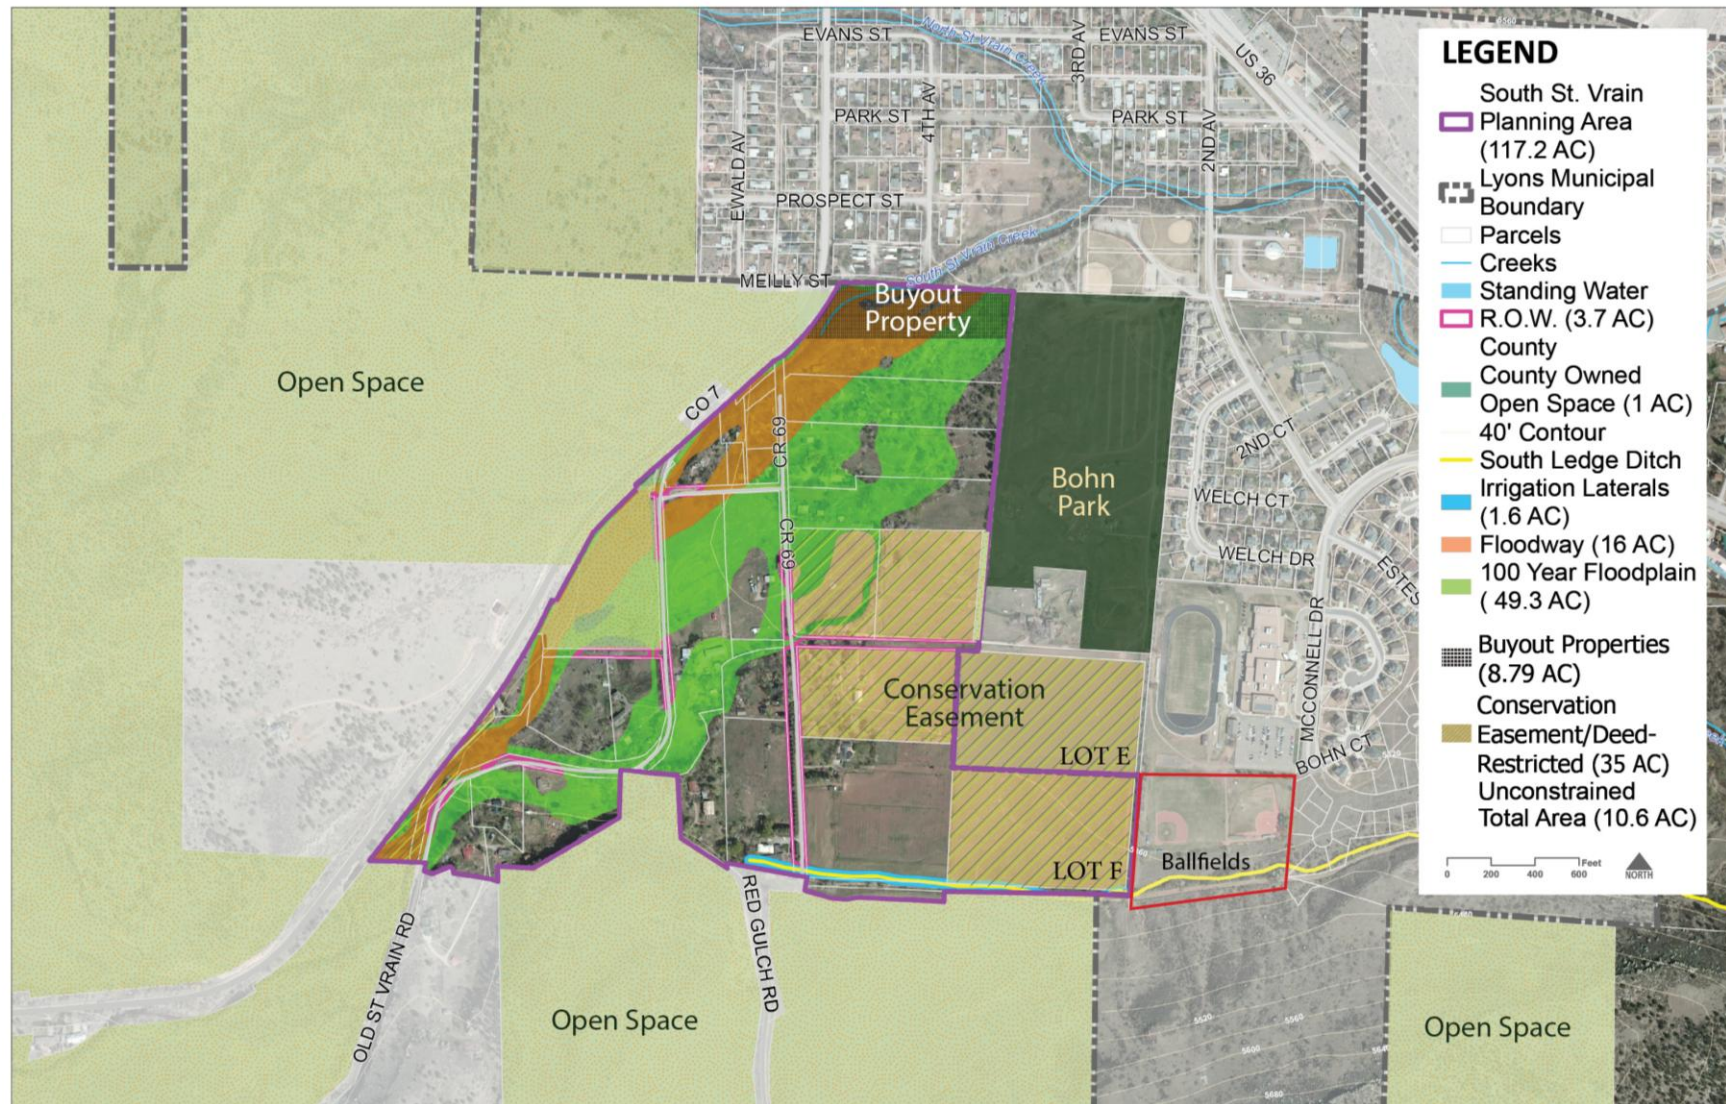 EVANS ST
North St Vrain Creek
3RD AV
EVANS ST
US 36
PARK ST
4TH AV
PARK ST
2ND AV
EWALD AV
PROSPECT ST
South St Vrain Creek
MEILLY ST
Buyout
Property
Open Space
CO 7
CR 69
2ND CT
Bohn
Park
WELCH CT
CR 69
WELCH DR
ESTES
MCCONNELL DR
Conservation
Easement
LOT E
BOHN CT
LOT F
Ballfields
RED GULCH RD
OLD ST VRAIN RD
Open Space
Open Space
5520
5560
5600
5680
LEGEND
South St. Vrain
Planning Area
(117.2 AC)
Lyons Municipal
Boundary
Parcels
Creeks
Standing Water
R.O.W. (3.7 AC)
County
County Owned
Open Space (1 AC)
40' Contour
South Ledge Ditch
Irrigation Laterals
(1.6 AC)
Floodway (16 AC)
100 Year Floodplain
( 49.3 AC)
Buyout Properties
(8.79 AC)
Conservation
Easement/Deed-
Restricted (35 AC)
Unconstrained
Total Area (10.6 AC)
Feet
0 200 400 600
NORTH